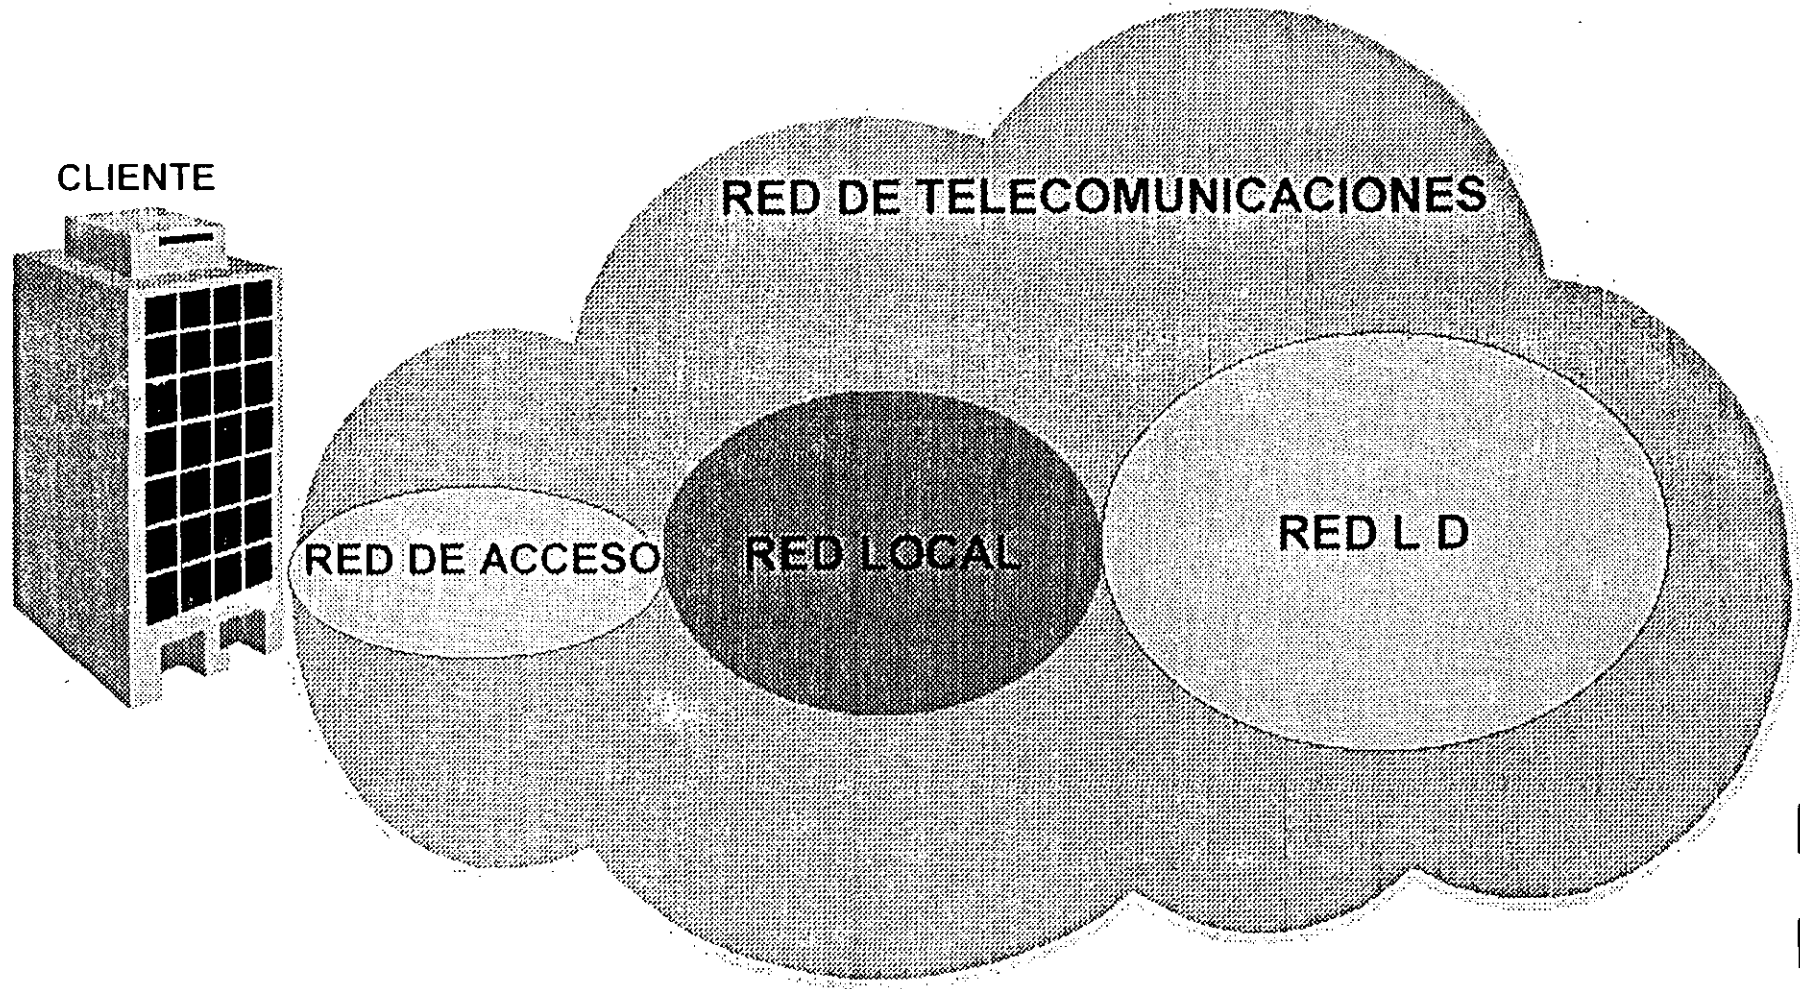 CLIENTE
RED DE TELECOMUNICACIONES
RED DE ACCESO
RED LOCAL
RED L D